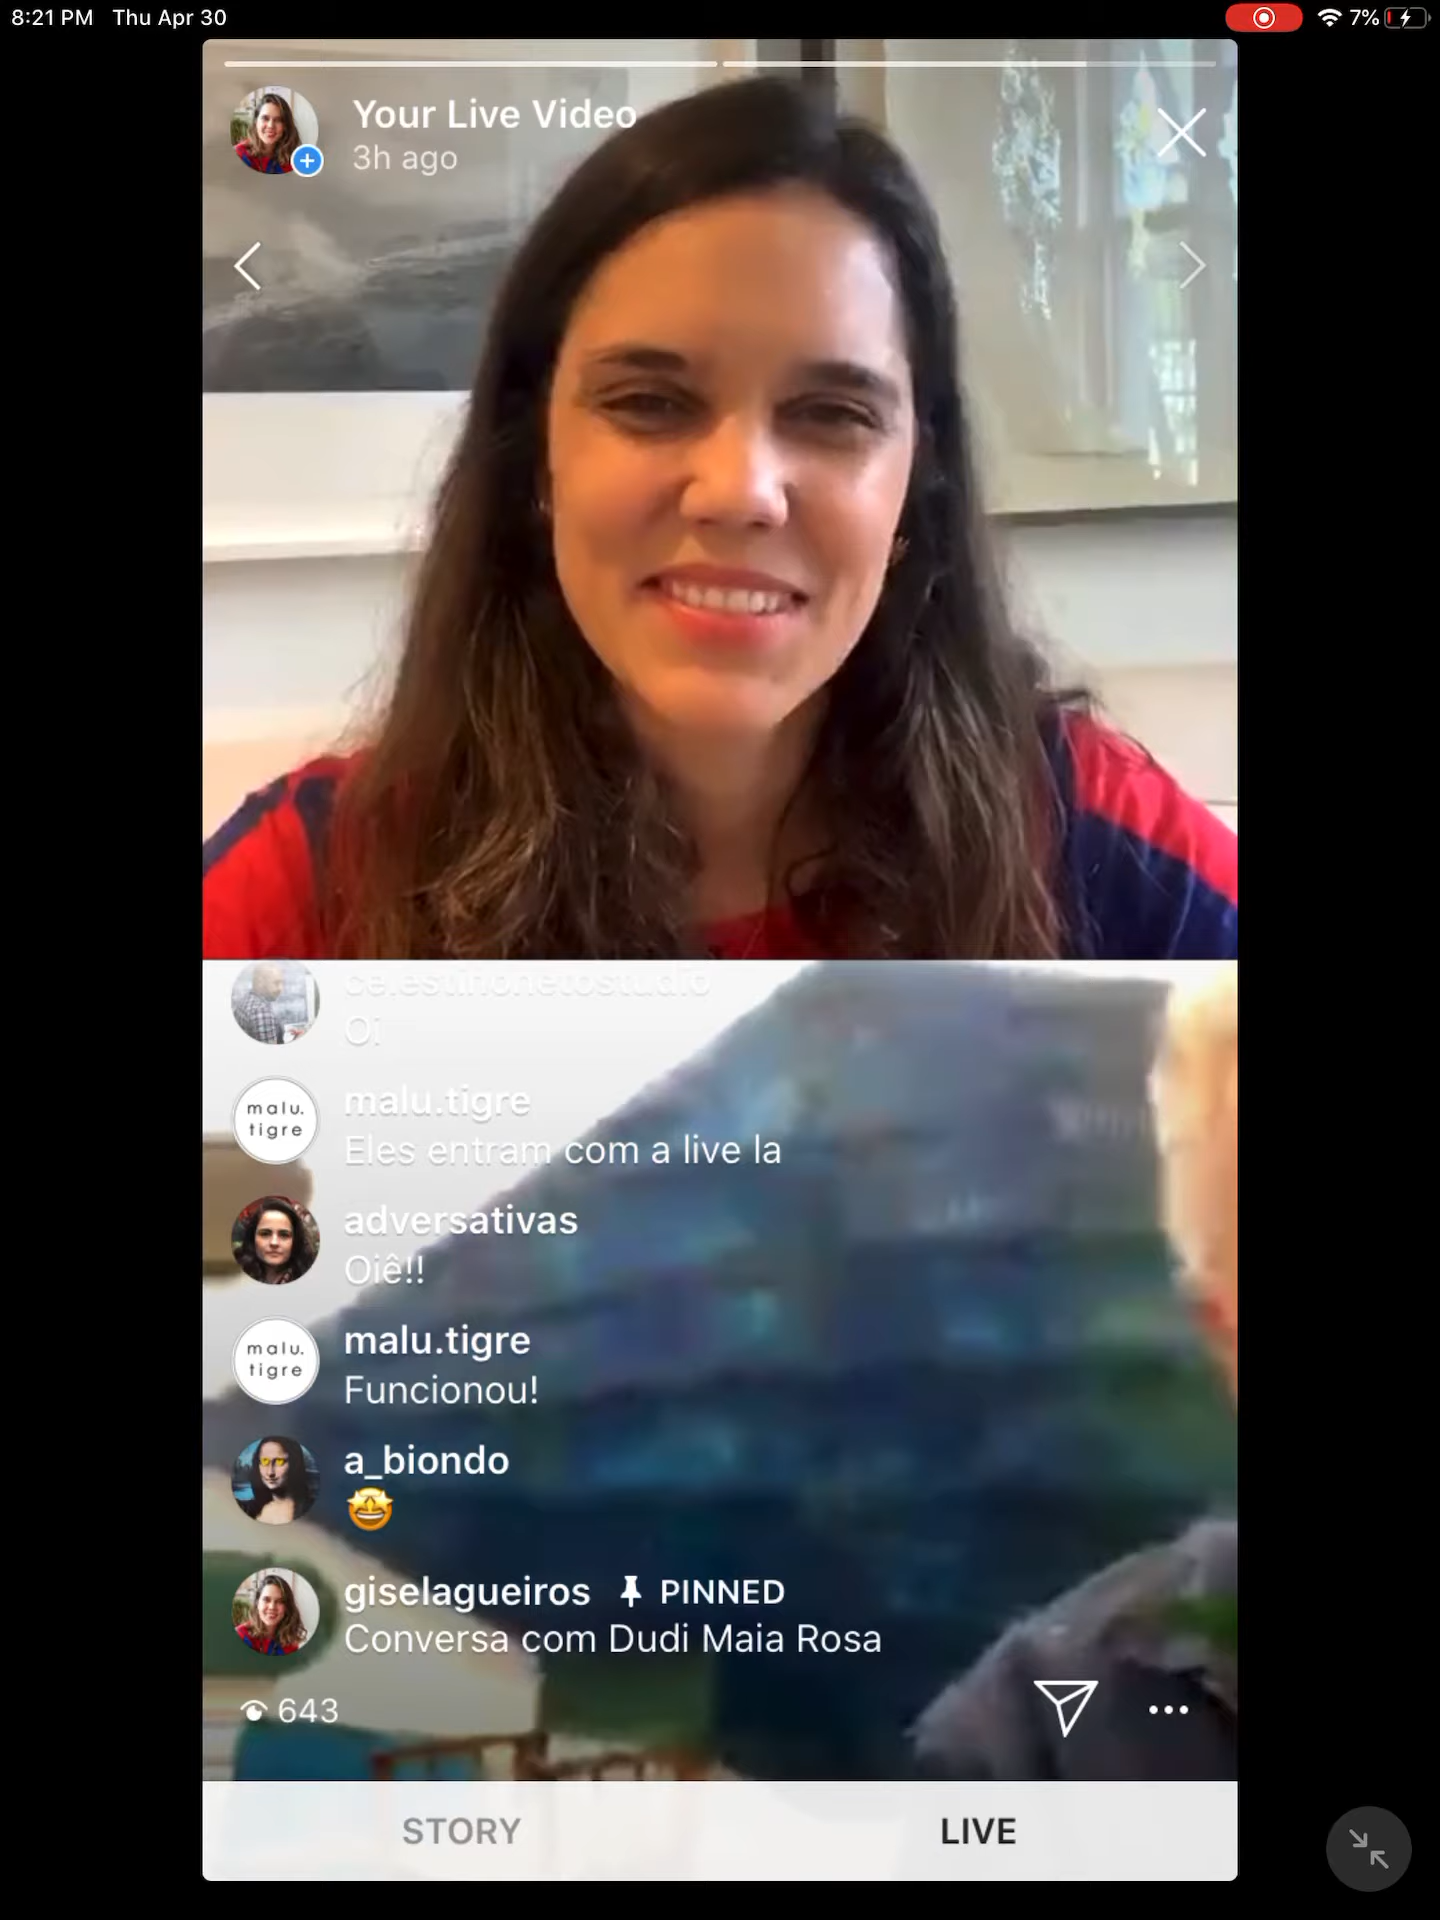 8:21 PM Thu Apr 30
7%
Your Live Video
3h ago
celestinonetostudio
Oi
malu.
tigre
malu.tigre
Eles entram com a live la
adversativas
Oiê!!
malu.
tigre
malu.tigre
Funcionou!
a_biondo
giselagueiros PINNED
Conversa com Dudi Maia Rosa
643
STORY LIVE